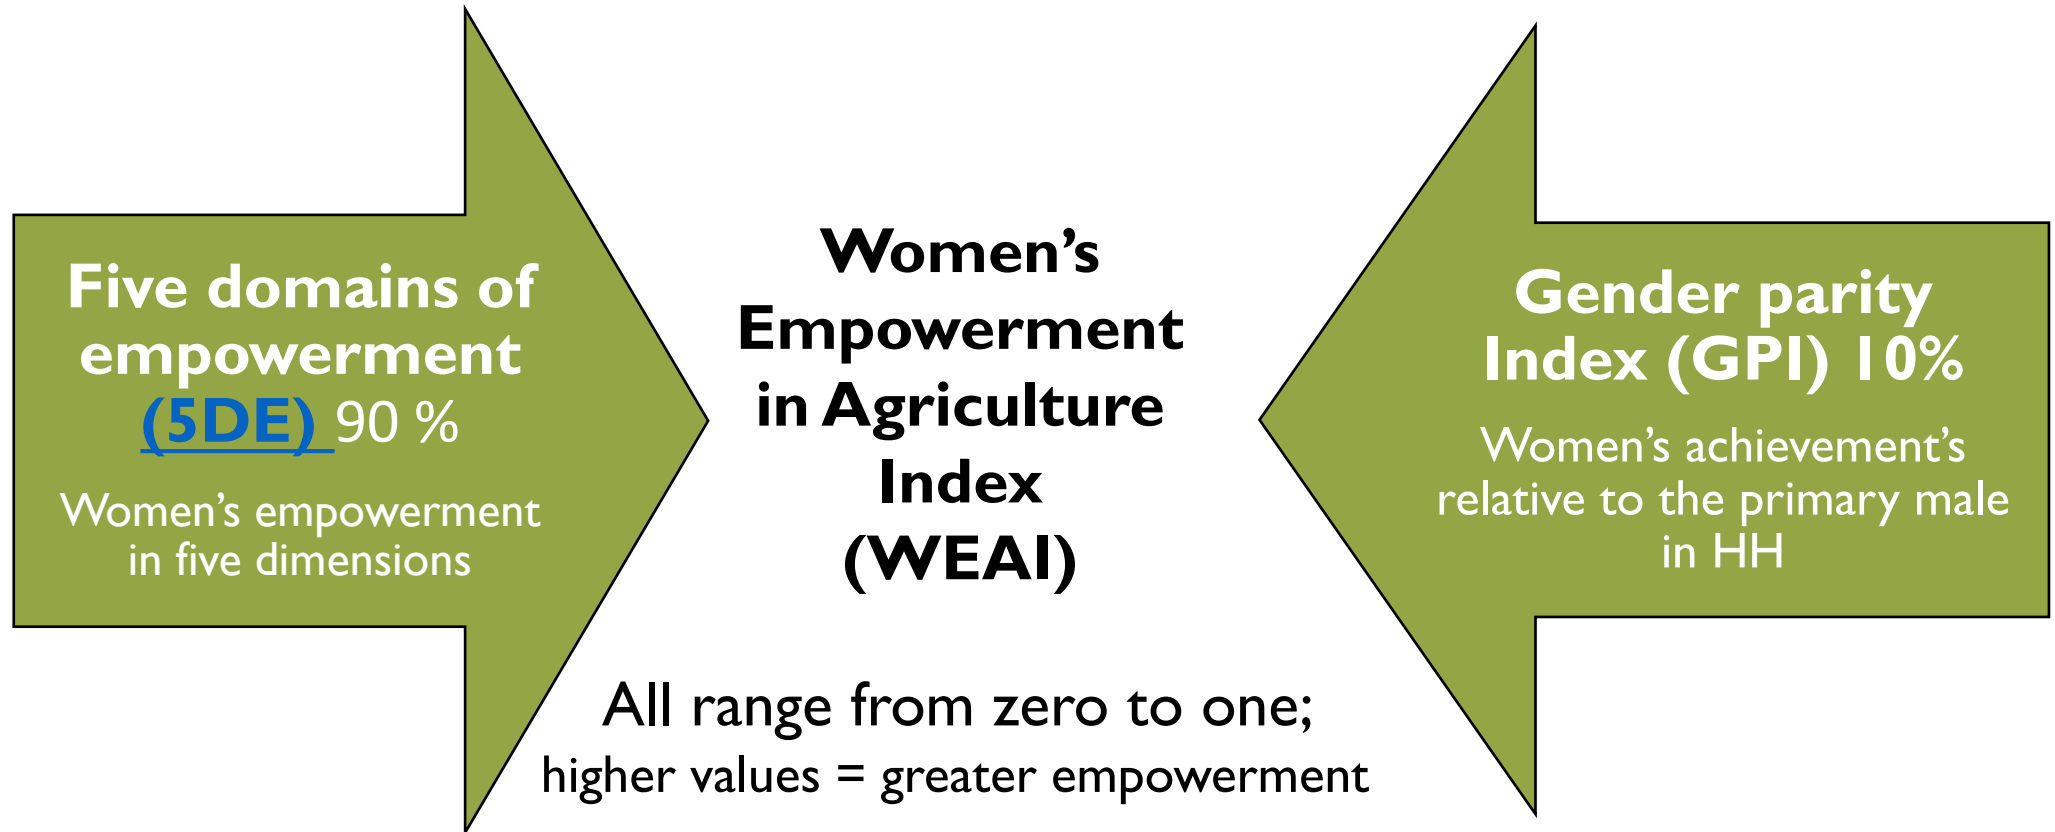 Five domains of
empowerment
(5DE) 90 %
Women’s empowerment
in five dimensions
Women’s
Empowerment
in Agriculture
Index
(WEAI)
All range from zero to one;
higher values = greater empowerment
Gender parity
Index (GPI) 10%
Women’s achievement’s
relative to the primary male
in HH